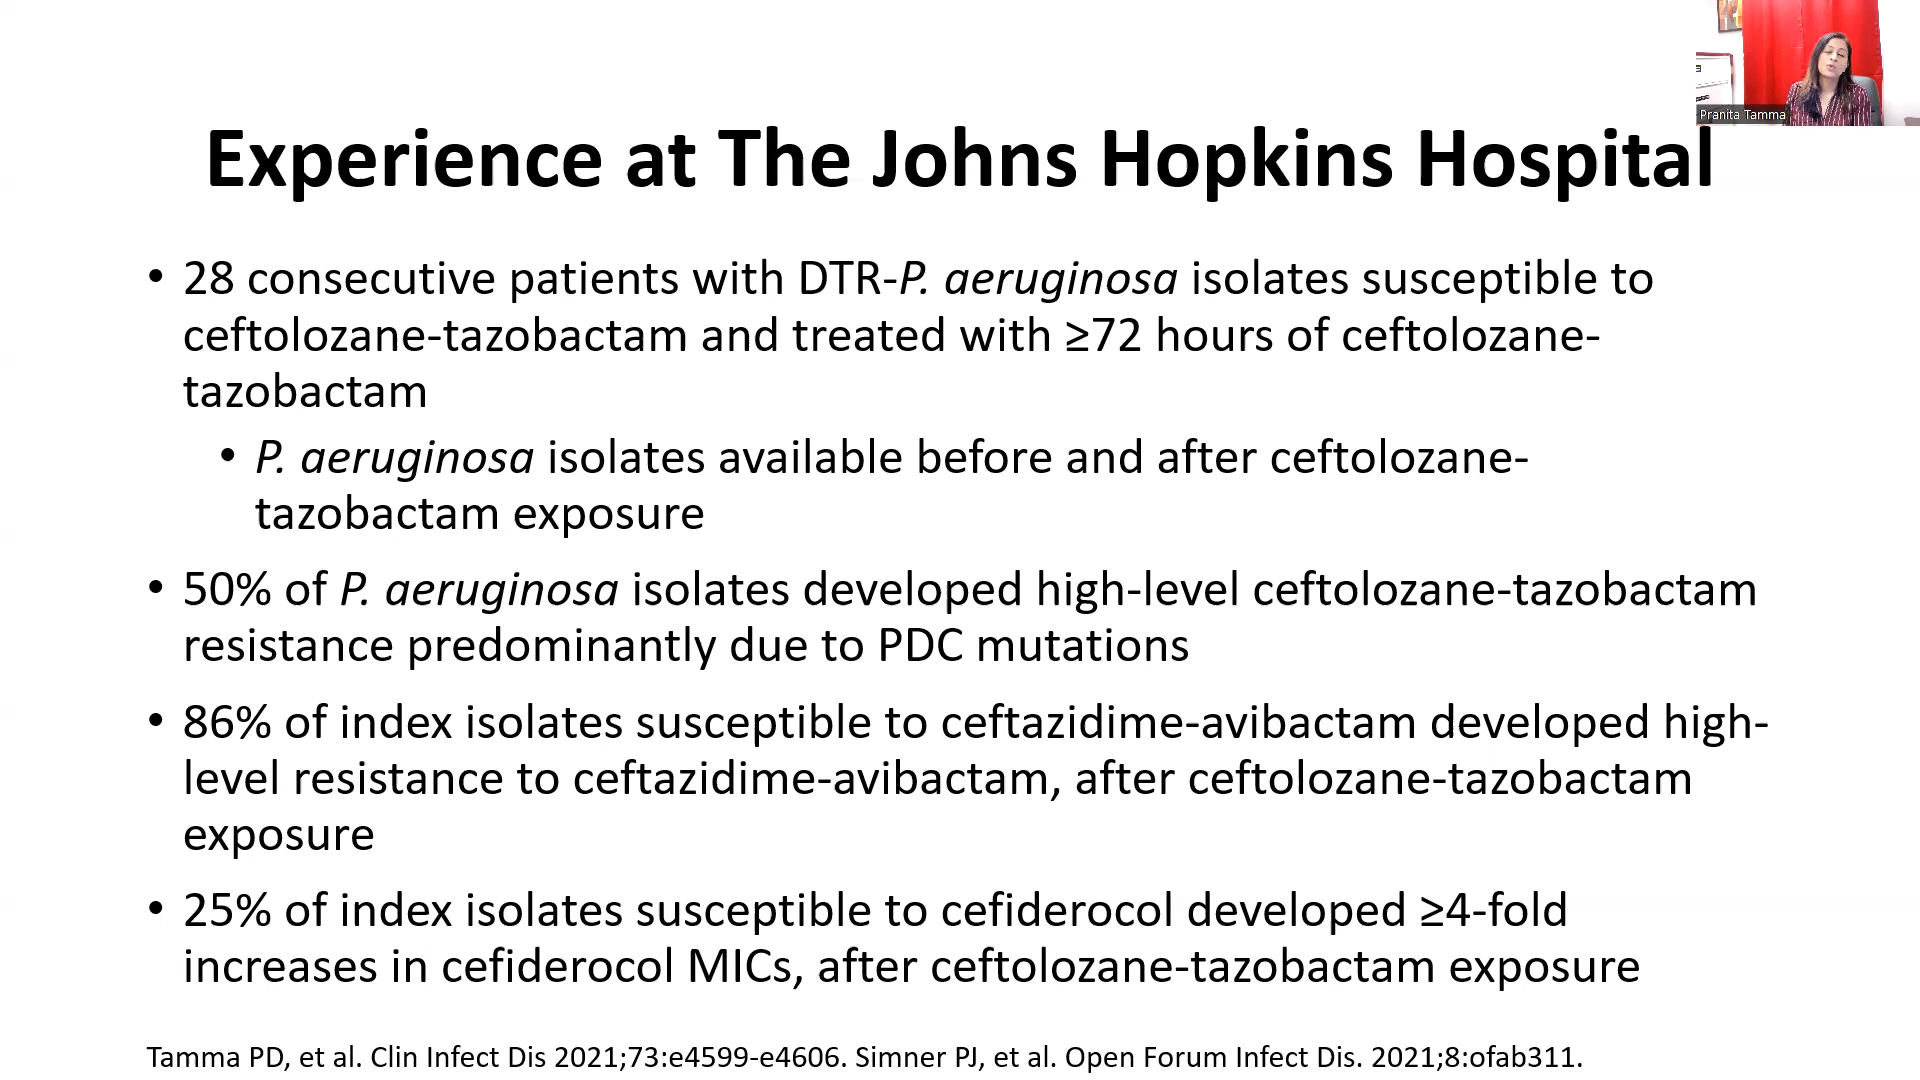 Pranita Tamma
Experience at The Johns Hopkins Hospital
• 28 consecutive patients with DTR-P. aeruginosa isolates susceptible to
ceftolozane-tazobactam and treated with ≥72 hours of ceftolozane-
tazobactam
• P. aeruginosa isolates available before and after ceftolozane-
tazobactam exposure
• 50% of P. aeruginosa isolates developed high-level ceftolozane-tazobactam
resistance predominantly due to PDC mutations
• 86% of index isolates susceptible to ceftazidime-avibactam developed high-
level resistance to ceftazidime-avibactam, after ceftolozane-tazobactam
exposure
• 25% of index isolates susceptible to cefiderocol developed ≥4-fold
increases in cefiderocol MICs, after ceftolozane-tazobactam exposure
Tamma PD, et al. Clin Infect Dis 2021;73:e4599-e4606. Simner PJ, et al. Open Forum Infect Dis. 2021;8:ofab311.